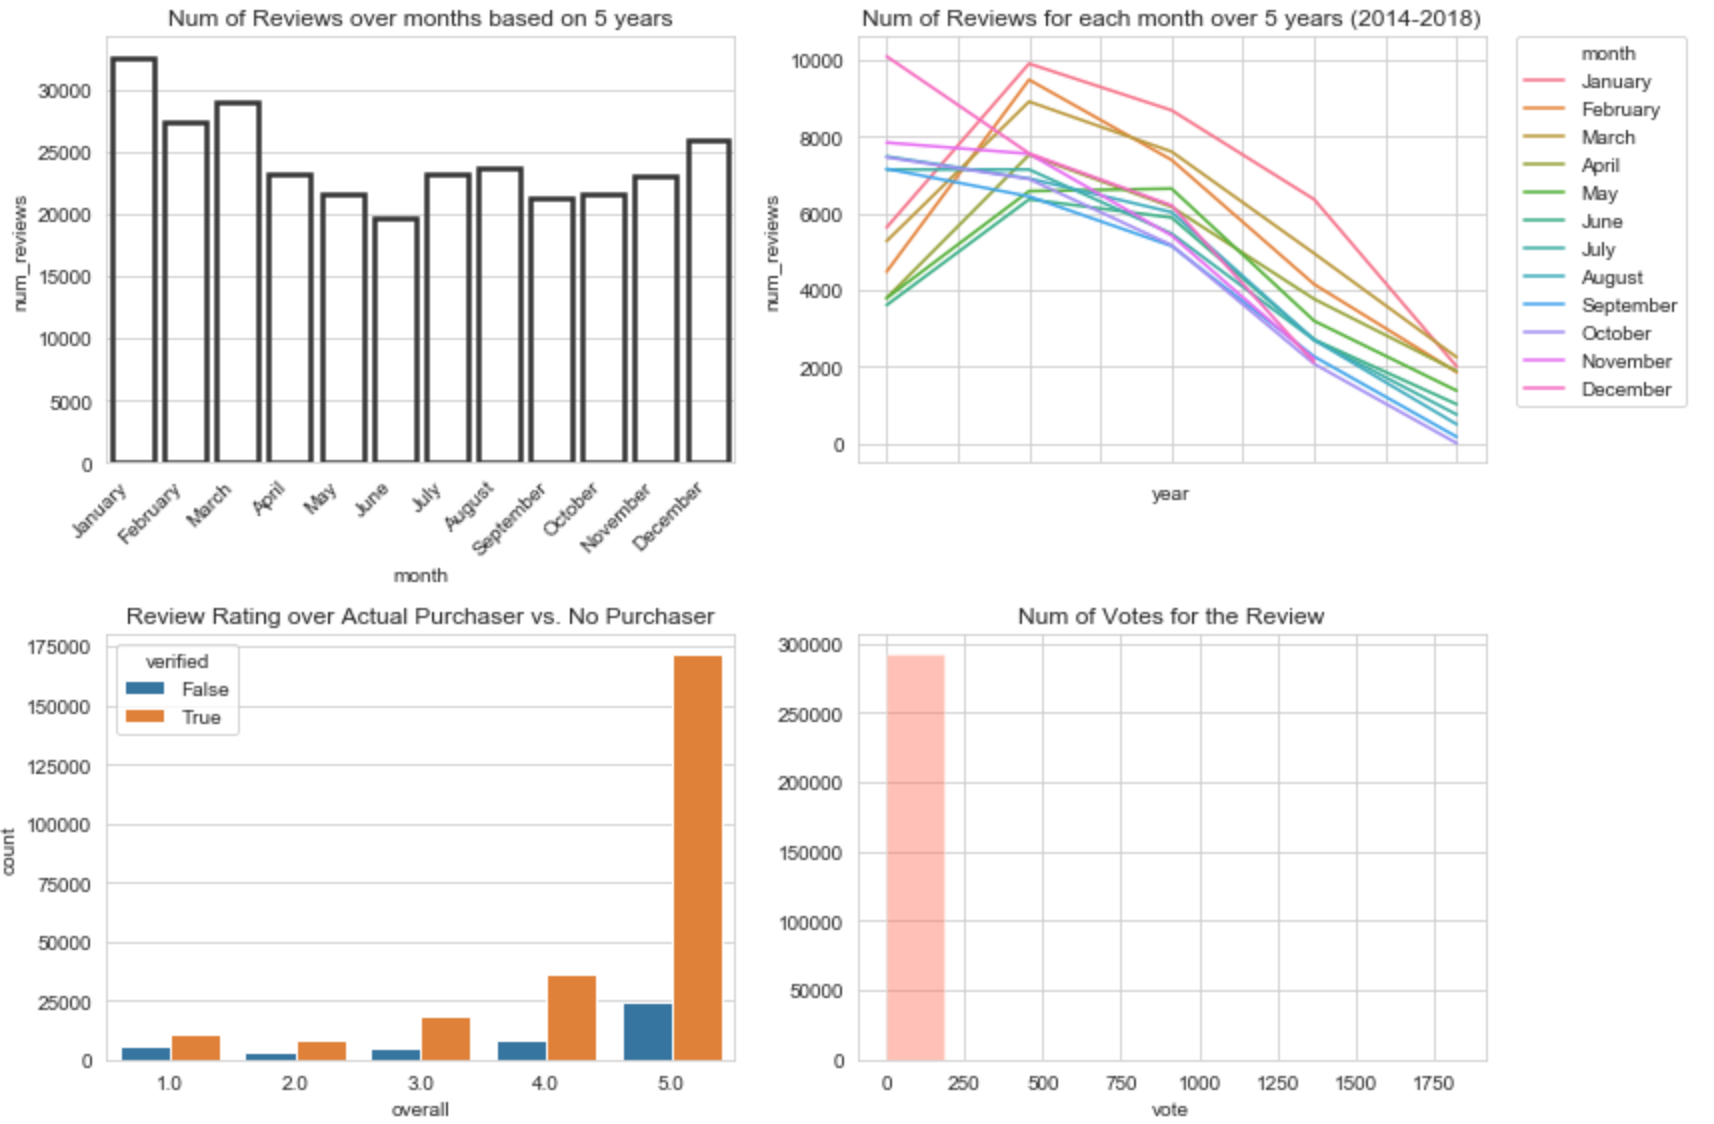 Num of Reviews over months based on 5 years
num_reviews
30000
25000
20000
15000
10000
5000
0
January
February
March
April
May
June
July
August
September
October
November
December
month
Num of Reviews for each month over 5 years (2014-2018)
num_reviews
10000
8000
6000
4000
2000
0
year
month
January
February
March
April
May
June
July
August
September
October
November
December
Review Rating over Actual Purchaser vs. No Purchaser
count
175000
150000
125000
100000
75000
50000
25000
0
verified
False
True
1.0
2.0
3.0
4.0
5.0
overall
Num of Votes for the Review
300000
250000
200000
150000
100000
50000
0
0
250
500
750
1000
1250
1500
1750
vote